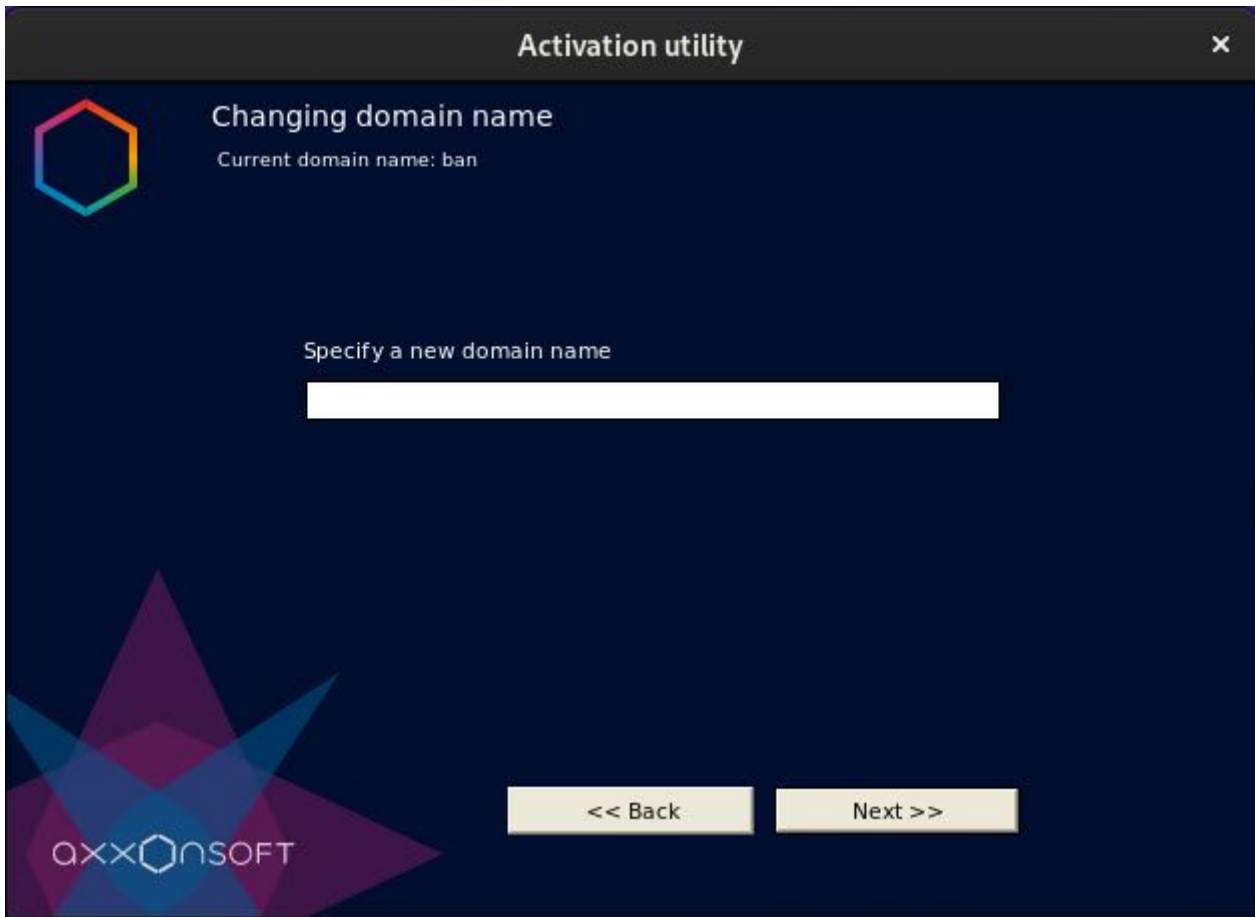 Activation utility
Changing domain name
Current domain name: ban
Specify a new domain name
<< Back
Next >>
axxonsoft